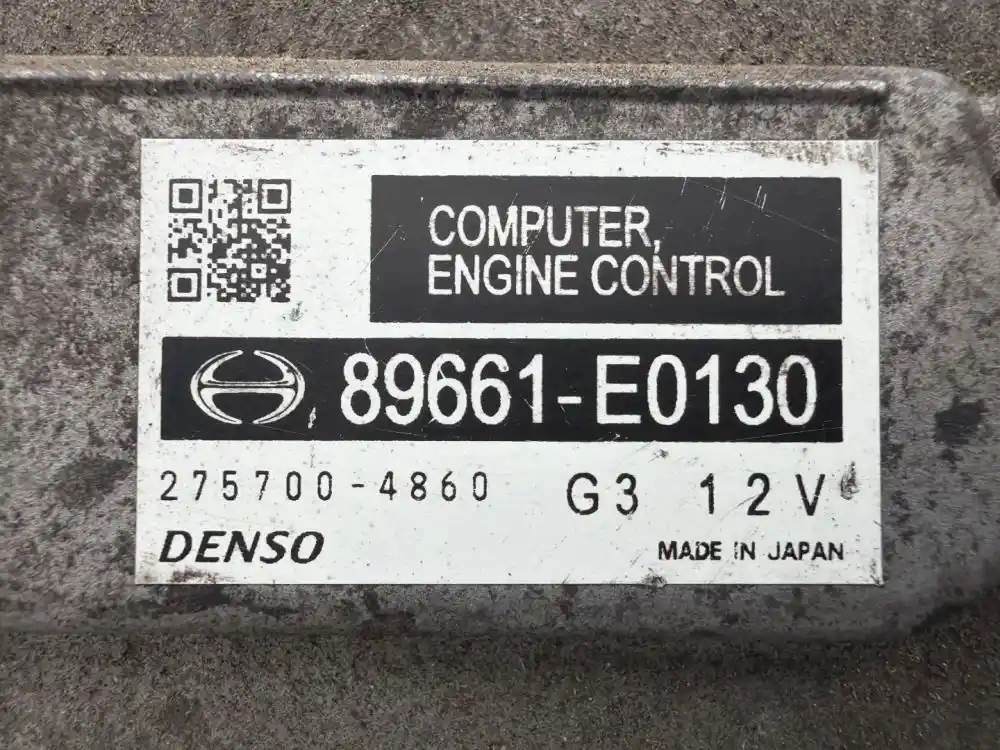 COMPUTER,
ENGINE CONTROL
89661-E0130
275700-4860 G3 12V
DENSO MADE IN JAPAN